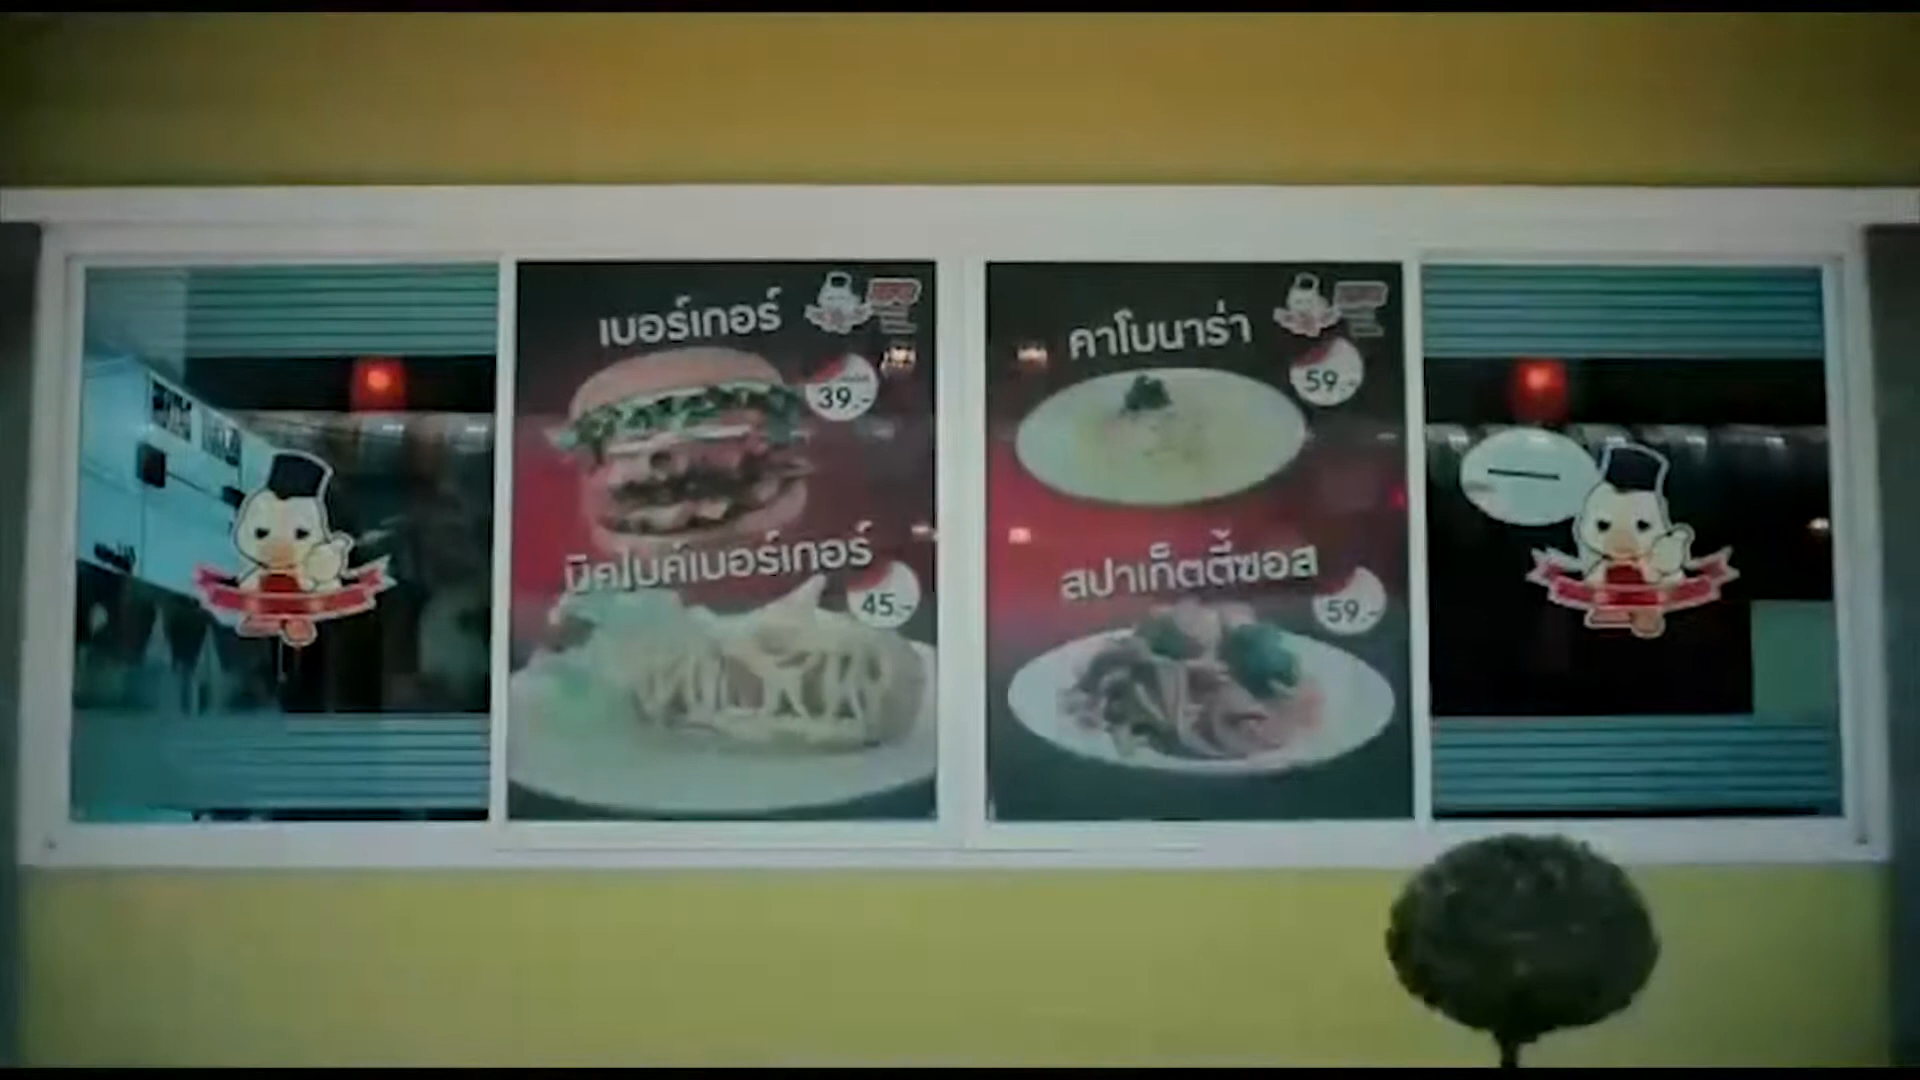 เบอร์เกอร์
39.-
บิคไบค์เบอร์เกอร์
45.-
คาโบนาร่า
59.-
สปาเก็ตตี้ซอส
59.-